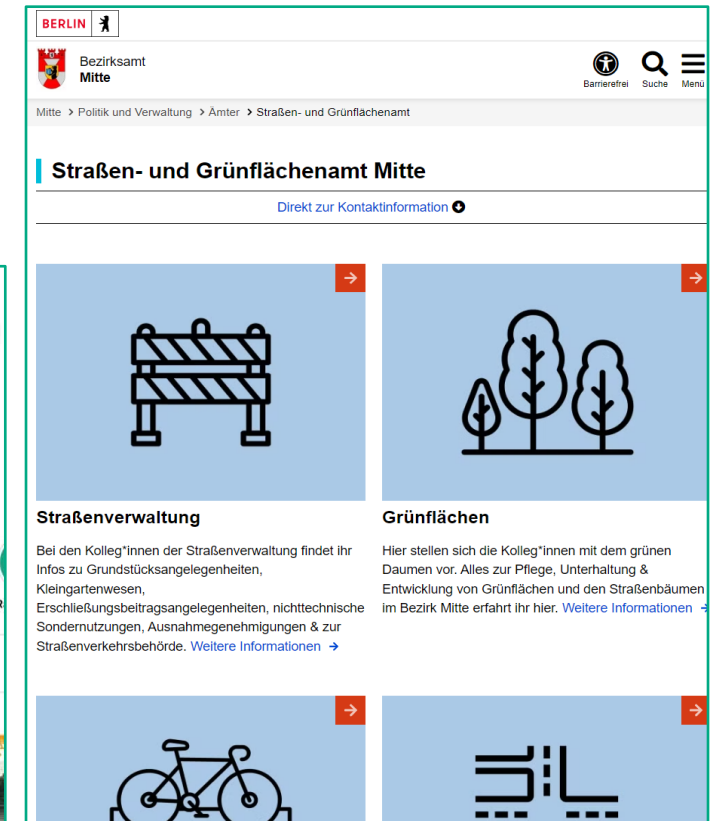 BERLIN
Bezirksamt
Mitte
Barrierefrei Suche Menü
Mitte > Politik und Verwaltung > Ämter > Straßen- und Grünflächenamt
Straßen- und Grünflächenamt Mitte
Direkt zur Kontaktinformation
Straßenverwaltung
Bei den Kolleg*innen der Straßenverwaltung findet ihr
Infos zu Grundstücksangelegenheiten,
Kleingartenwesen,
Erschließungsbeitragsangelegenheiten, nichttechnische
Sondernutzungen, Ausnahmegenehmigungen & zur
Straßenverkehrsbehörde. Weitere Informationen →
Grünflächen
Hier stellen sich die Kolleg*innen mit dem grünen
Daumen vor. Alles zur Pflege, Unterhaltung &
Entwicklung von Grünflächen und den Straßenbäumen
im Bezirk Mitte erfahrt ihr hier. Weitere Informationen